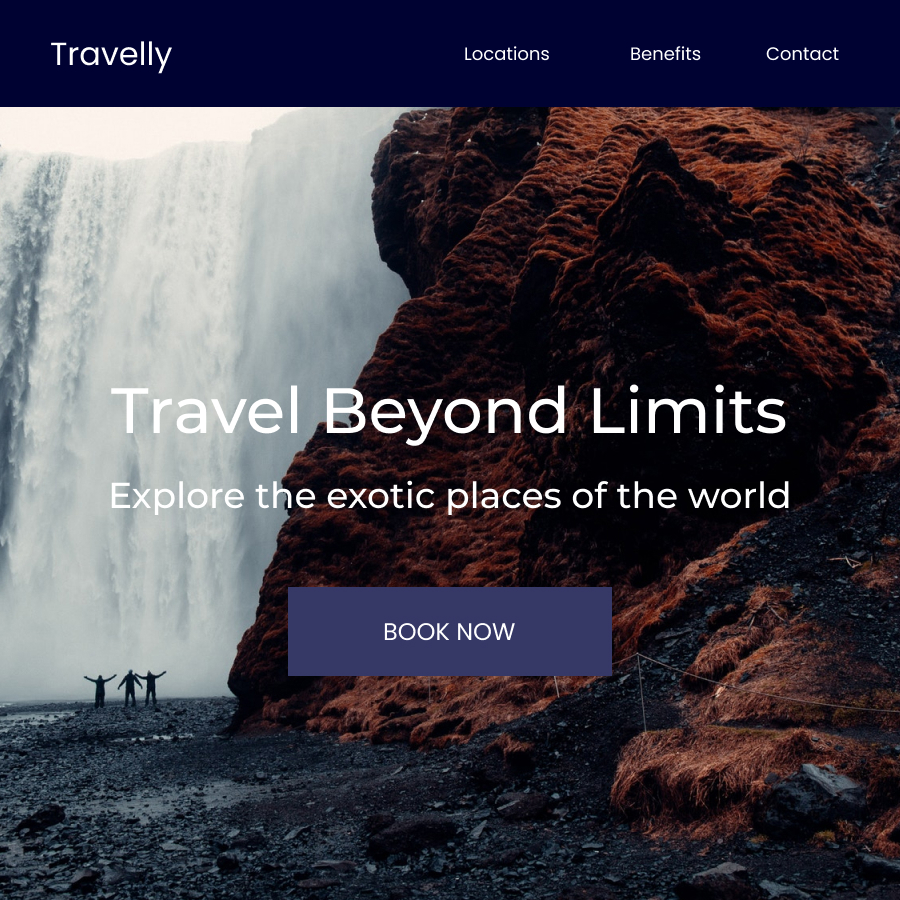 Travelly
Locations Benefits Contact
Travel Beyond Limits
Explore the exotic places of the world
BOOK NOW